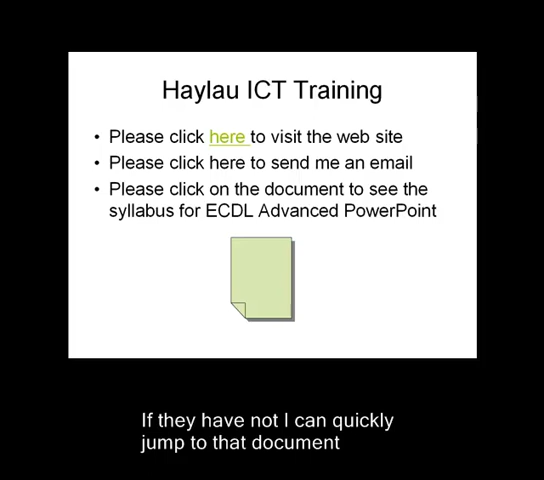 Haylau ICT Training
• Please click here to visit the web site
• Please click here to send me an email
• Please click on the document to see the
syllabus for ECDL Advanced PowerPoint
If they have not I can quickly
jump to that document